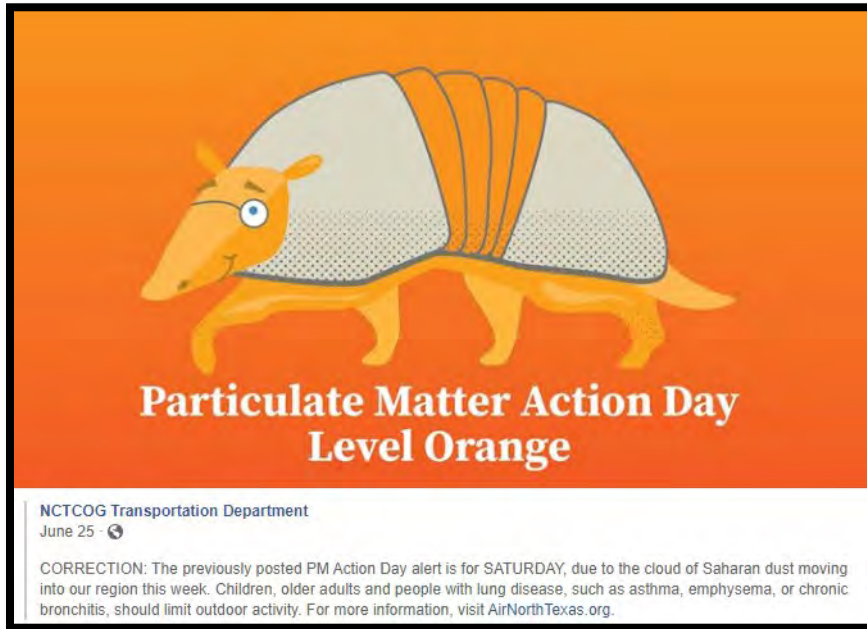 Particulate Matter Action Day
Level Orange
NCTCOG Transportation Department
June 25 ·
CORRECTION: The previously posted PM Action Day alert is for SATURDAY, due to the cloud of Saharan dust moving
into our region this week. Children, older adults and people with lung disease, such as asthma, emphysema, or chronic
bronchitis, should limit outdoor activity. For more information, visit AirNorthTexas.org.